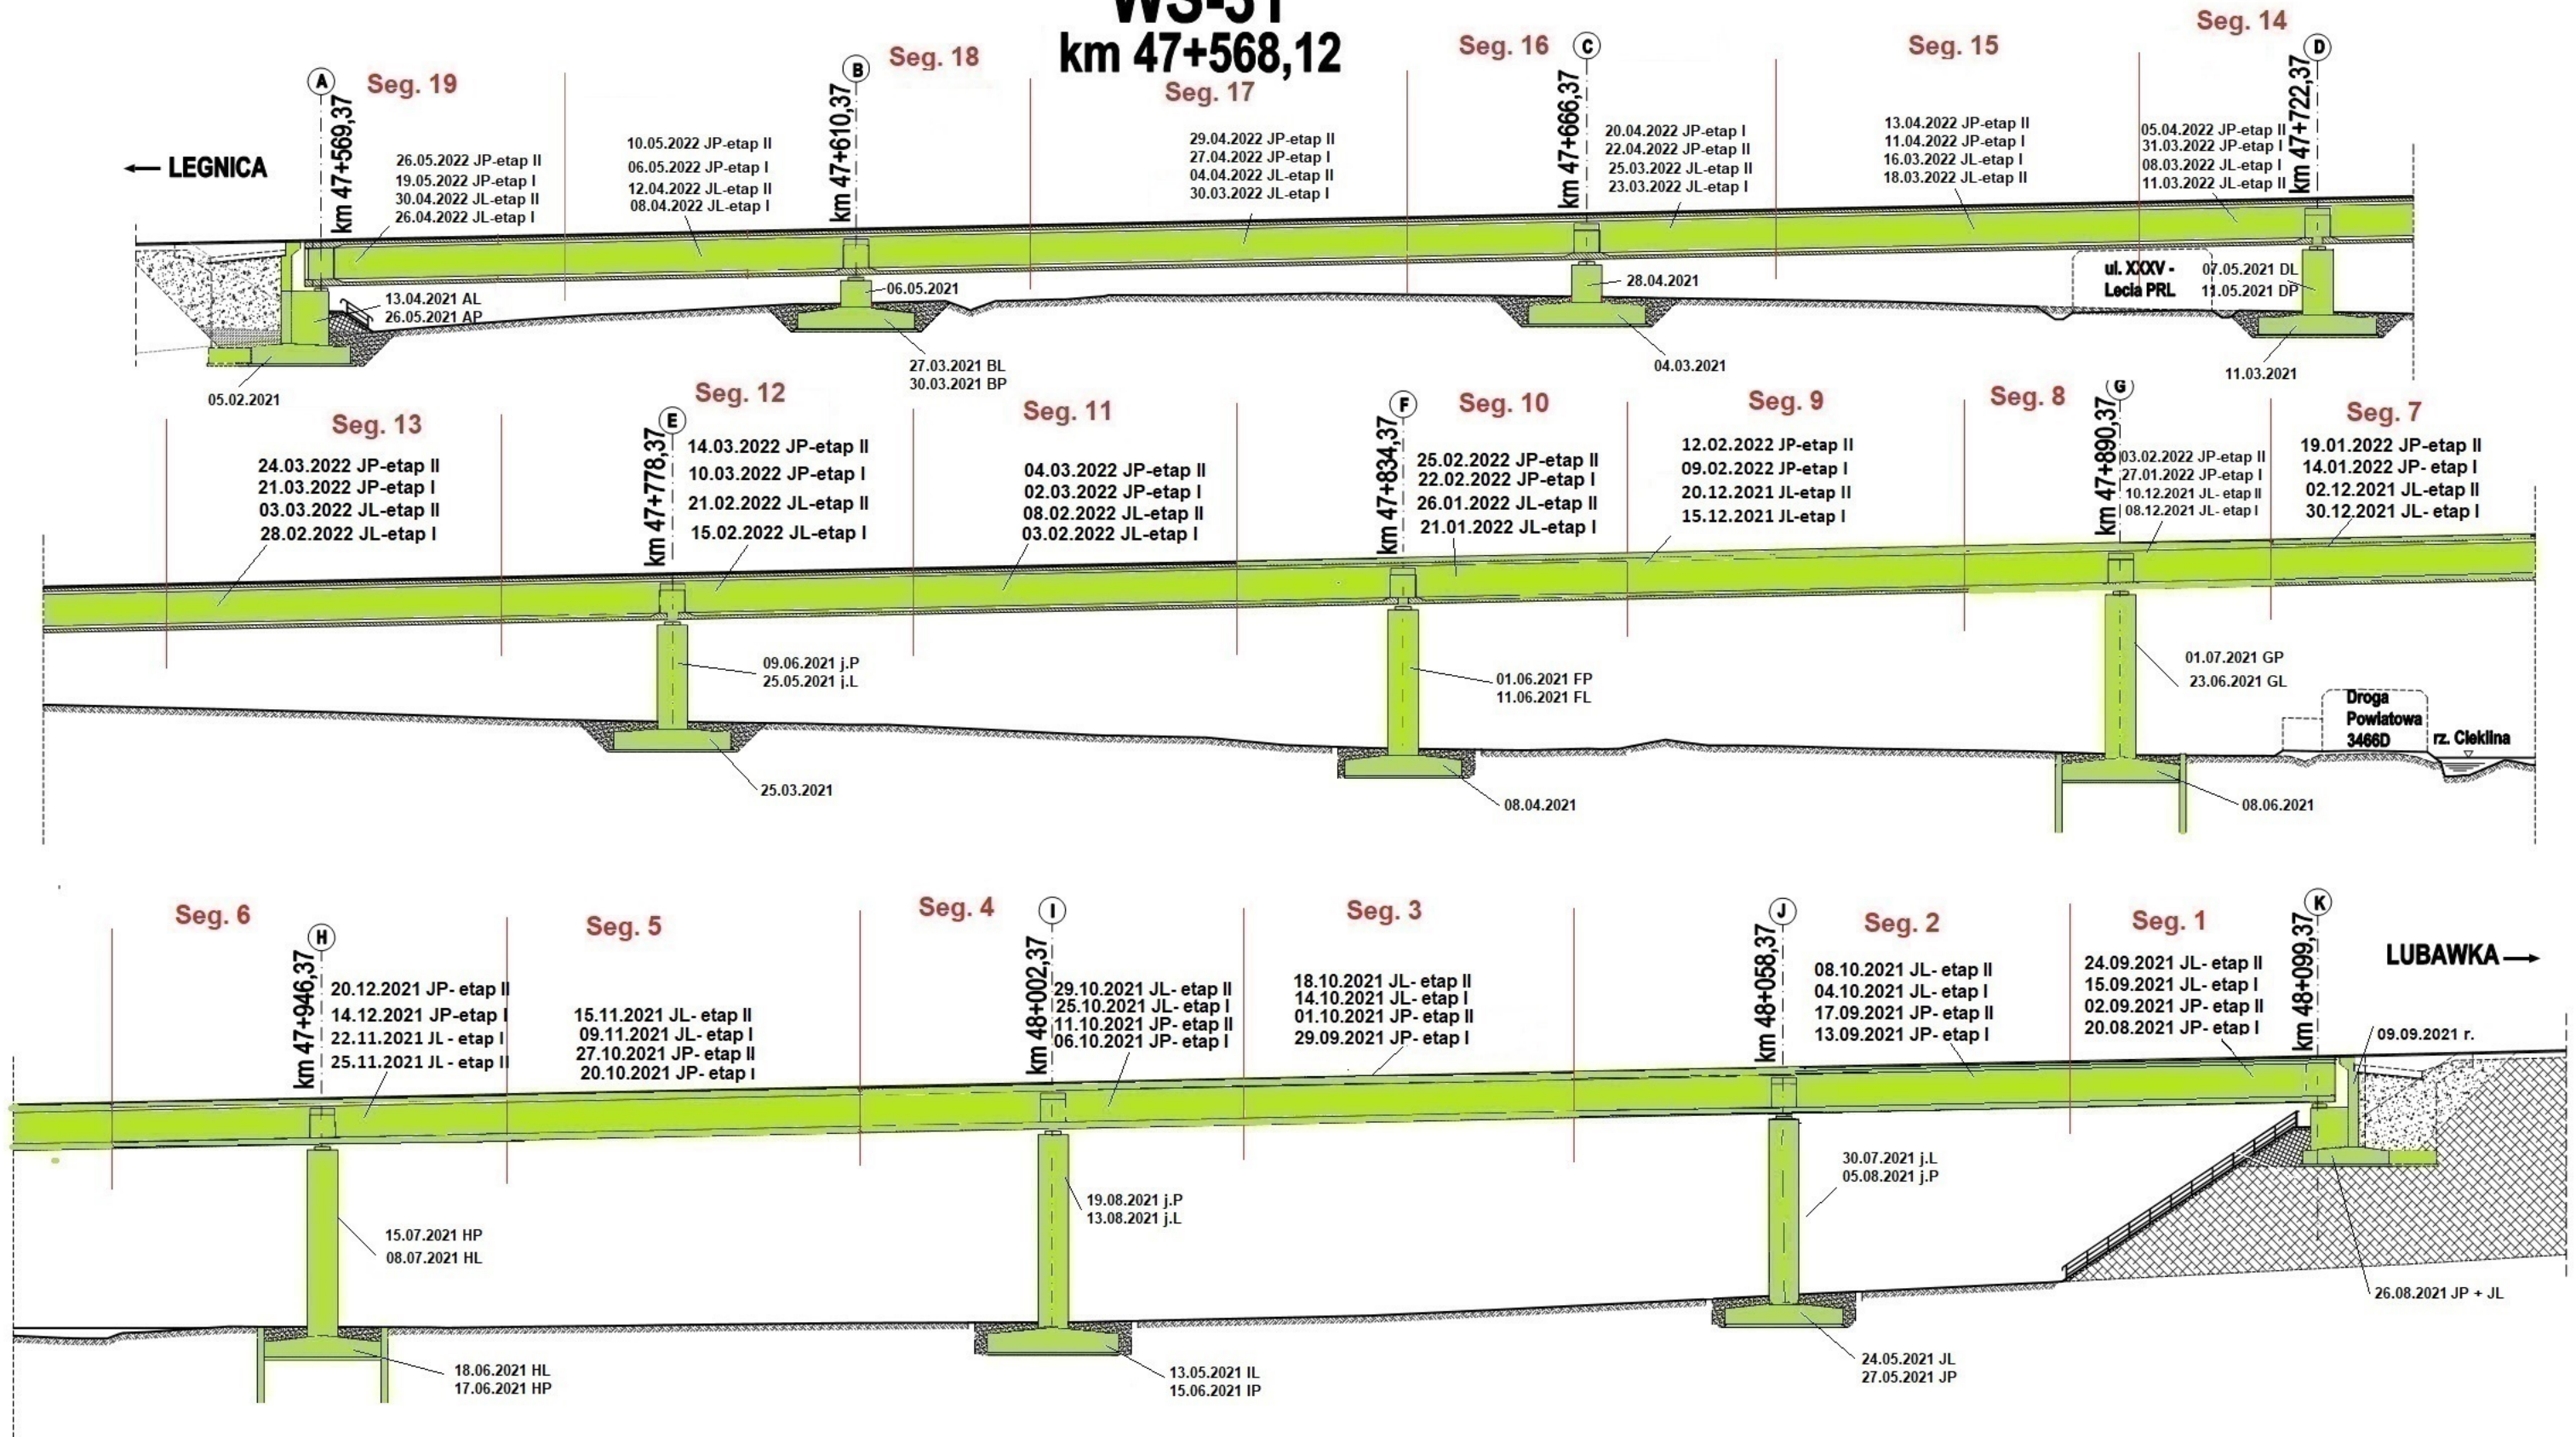 WS-31
km 47+568,12
Seg. 19
Seg. 18
Seg. 17
Seg. 16
Seg. 15
Seg. 14
A
B
C
D
km 47+569,37
km 47+610,37
km 47+666,37
km 47+722,37
← LEGNICA
26.05.2022 JP-etap II
19.05.2022 JP-etap I
30.04.2022 JL-etap II
26.04.2022 JL-etap I
10.05.2022 JP-etap II
06.05.2022 JP-etap I
12.04.2022 JL-etap II
08.04.2022 JL-etap I
29.04.2022 JP-etap II
27.04.2022 JP-etap I
04.04.2022 JL-etap II
30.03.2022 JL-etap I
20.04.2022 JP-etap I
22.04.2022 JP-etap II
25.03.2022 JL-etap II
23.03.2022 JL-etap I
13.04.2022 JP-etap II
11.04.2022 JP-etap I
16.03.2022 JL-etap I
18.03.2022 JL-etap II
05.04.2022 JP-etap II
31.03.2022 JP-etap I
08.03.2022 JL-etap I
11.03.2022 JL-etap II
13.04.2021 AL
26.05.2021 AP
06.05.2021
28.04.2021
ul. XXXV -
Lecia PRL
07.05.2021 DL
11.05.2021 DP
05.02.2021
27.03.2021 BL
30.03.2021 BP
04.03.2021
11.03.2021
Seg. 13
Seg. 12
Seg. 11
Seg. 10
Seg. 9
Seg. 8
Seg. 7
E
F
G
km 47+778,37
km 47+834,37
km 47+890,37
24.03.2022 JP-etap II
21.03.2022 JP-etap I
03.03.2022 JL-etap II
28.02.2022 JL-etap I
14.03.2022 JP-etap II
10.03.2022 JP-etap I
21.02.2022 JL-etap II
15.02.2022 JL-etap I
04.03.2022 JP-etap II
02.03.2022 JP-etap I
08.02.2022 JL-etap II
03.02.2022 JL-etap I
25.02.2022 JP-etap II
22.02.2022 JP-etap I
26.01.2022 JL-etap II
21.01.2022 JL-etap I
12.02.2022 JP-etap II
09.02.2022 JP-etap I
20.12.2021 JL-etap II
15.12.2021 JL-etap I
03.02.2022 JP-etap II
27.01.2022 JP-etap I
10.12.2021 JL- etap II
08.12.2021 JL- etap I
19.01.2022 JP-etap II
14.01.2022 JP- etap I
02.12.2021 JL-etap II
30.12.2021 JL- etap I
09.06.2021 j.P
25.05.2021 j.L
01.06.2021 FP
11.06.2021 FL
01.07.2021 GP
23.06.2021 GL
Droga
Powiatowa
3466D
rz. Cieklina
25.03.2021
08.04.2021
08.06.2021
Seg. 6
Seg. 5
Seg. 4
Seg. 3
Seg. 2
Seg. 1
H
I
J
K
km 47+946,37
km 48+002,37
km 48+058,37
km 48+099,37
LUBAWKA →
20.12.2021 JP- etap II
14.12.2021 JP-etap I
22.11.2021 JL - etap I
25.11.2021 JL - etap II
15.11.2021 JL- etap II
09.11.2021 JL- etap I
27.10.2021 JP- etap II
20.10.2021 JP- etap I
29.10.2021 JL- etap II
25.10.2021 JL- etap I
11.10.2021 JP- etap II
06.10.2021 JP- etap I
18.10.2021 JL- etap II
14.10.2021 JL- etap I
01.10.2021 JP- etap II
29.09.2021 JP- etap I
08.10.2021 JL- etap II
04.10.2021 JL- etap I
17.09.2021 JP- etap II
13.09.2021 JP- etap I
24.09.2021 JL- etap II
15.09.2021 JL- etap I
02.09.2021 JP- etap II
20.08.2021 JP- etap I
09.09.2021 r.
15.07.2021 HP
08.07.2021 HL
19.08.2021 j.P
13.08.2021 j.L
30.07.2021 j.L
05.08.2021 j.P
26.08.2021 JP + JL
18.06.2021 HL
17.06.2021 HP
13.05.2021 IL
15.06.2021 IP
24.05.2021 JL
27.05.2021 JP